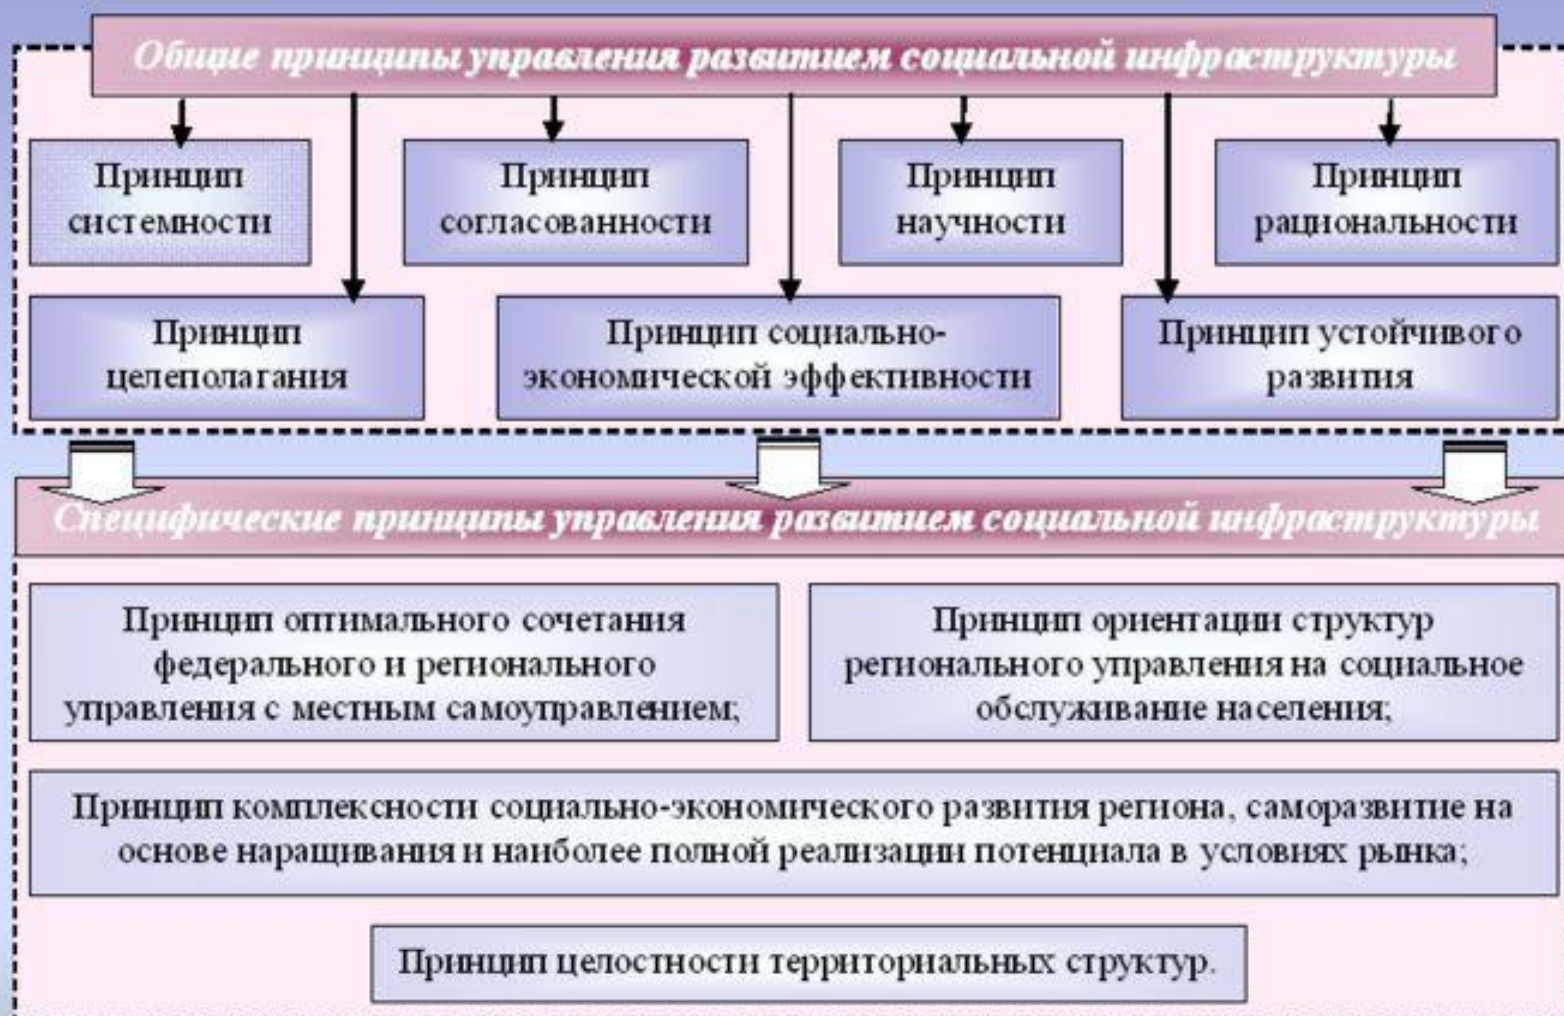 Общие принципы управления развитием социальной инфраструктуры
Принцип
системности
Принцип
согласованности
Принцип
научности
Принцип
рациональности
Принцип
целеполагания
Принцип социально-
экономической эффективности
Принцип устойчивого
развития
Специфические принципы управления развитием социальной инфраструктуры
Принцип оптимального сочетания
федерального и регионального
управления с местным самоуправлением;
Принцип ориентации структур
регионального управления на социальное
обслуживание населения;
Принцип комплексности социально-экономического развития региона, саморазвитие на
основе наращивания и наиболее полной реализации потенциала в условиях рынка;
Принцип целостности территориальных структур.